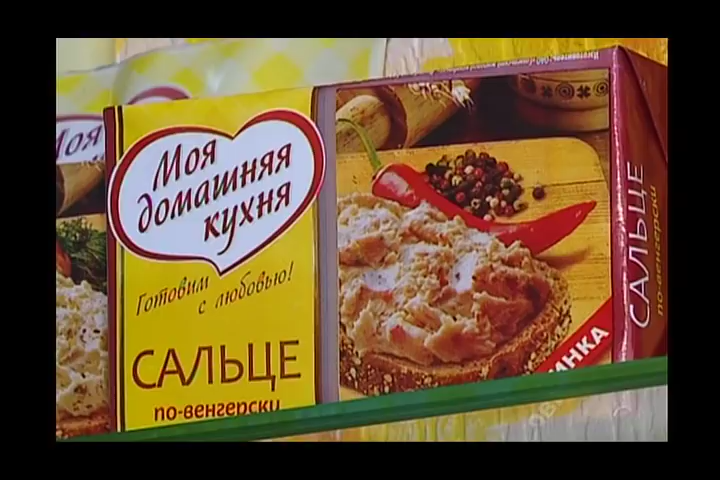 Моя
домашняя
кухня
Готовим
с любовью!
САЛЬЦЕ
по-венгерски
ИНКА
САЛЬЦЕ
по-венгерски
Моя